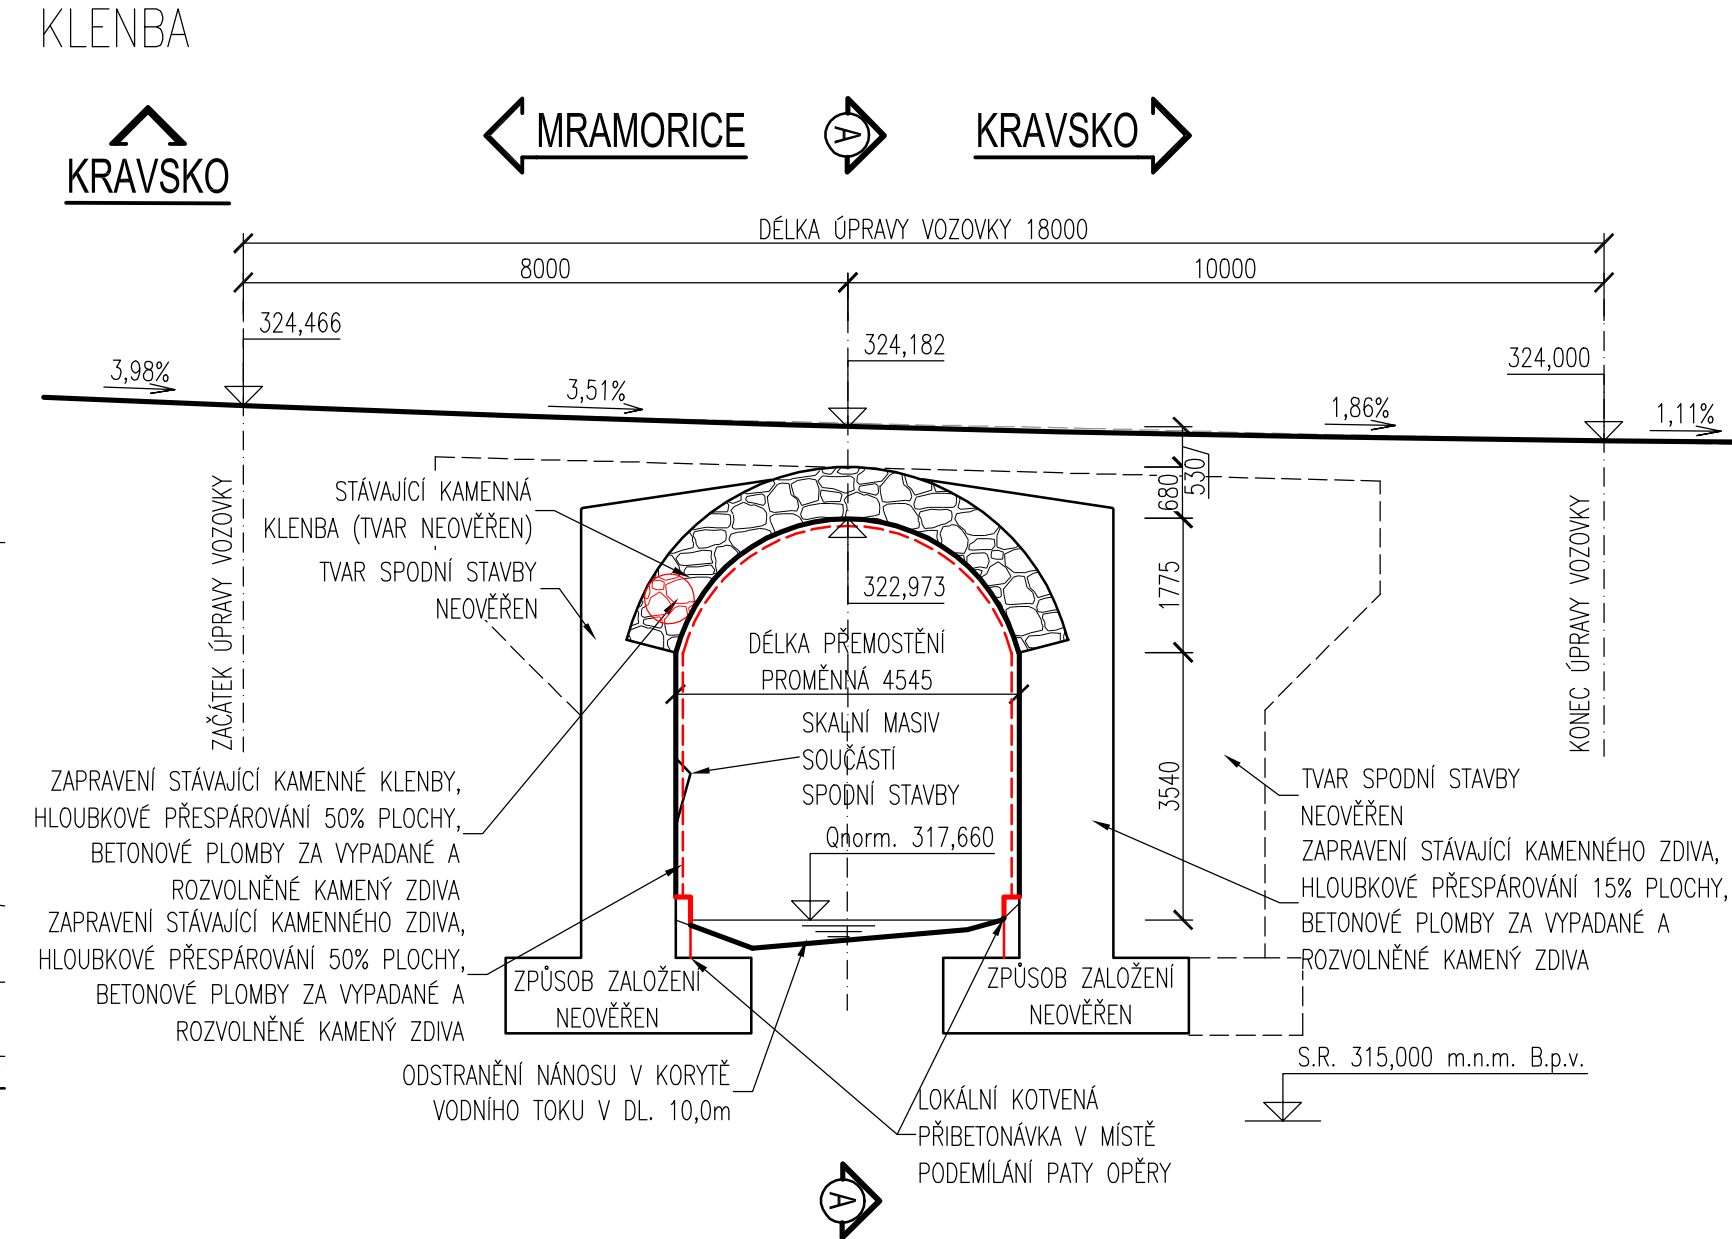 KLENBA
KRAVSKO
MRAMORICE
A
KRAVSKO
DÉLKA ÚPRAVY VOZOVKY 18000
8000
10000
324,466
324,182
324,000
3,98%
3,51%
1,86%
1,11%
ZAČÁTEK ÚPRAVY VOZOVKY
STÁVAJÍCÍ KAMENNÁ
KLENBA (TVAR NEOVĚŘEN)
TVAR SPODNÍ STAVBY
NEOVĚŘEN
530
680
1775
3540
322,973
DÉLKA PŘEMOSTĚNÍ
PROMĚNNÁ 4545
SKALNÍ MASIV
SOUČÁSTÍ
SPODNÍ STAVBY
Qnorm. 317,660
KONEC ÚPRAVY VOZOVKY
ZAPRAVENÍ STÁVAJÍCÍ KAMENNÉ KLENBY,
HLOUBKOVÉ PŘESPÁROVÁNÍ 50% PLOCHY,
BETONOVÉ PLOMBY ZA VYPADANÉ A
ROZVOLNĚNÉ KAMENÝ ZDIVA
ZAPRAVENÍ STÁVAJÍCÍ KAMENNÉHO ZDIVA,
HLOUBKOVÉ PŘESPÁROVÁNÍ 50% PLOCHY,
BETONOVÉ PLOMBY ZA VYPADANÉ A
ROZVOLNĚNÉ KAMENÝ ZDIVA
TVAR SPODNÍ STAVBY
NEOVĚŘEN
ZAPRAVENÍ STÁVAJÍCÍ KAMENNÉHO ZDIVA,
HLOUBKOVÉ PŘESPÁROVÁNÍ 15% PLOCHY,
BETONOVÉ PLOMBY ZA VYPADANÉ A
ROZVOLNĚNÉ KAMENÝ ZDIVA
ZPŮSOB ZALOŽENÍ
NEOVĚŘEN
ZPŮSOB ZALOŽENÍ
NEOVĚŘEN
ODSTRANĚNÍ NÁNOSU V KORYTĚ
VODNÍHO TOKU V DL. 10,0m
LOKÁLNÍ KOTVENÁ
PŘIBETONÁVKA V MÍSTĚ
PODEMÍLÁNÍ PATY OPĚRY
S.R. 315,000 m.n.m. B.p.v.
A